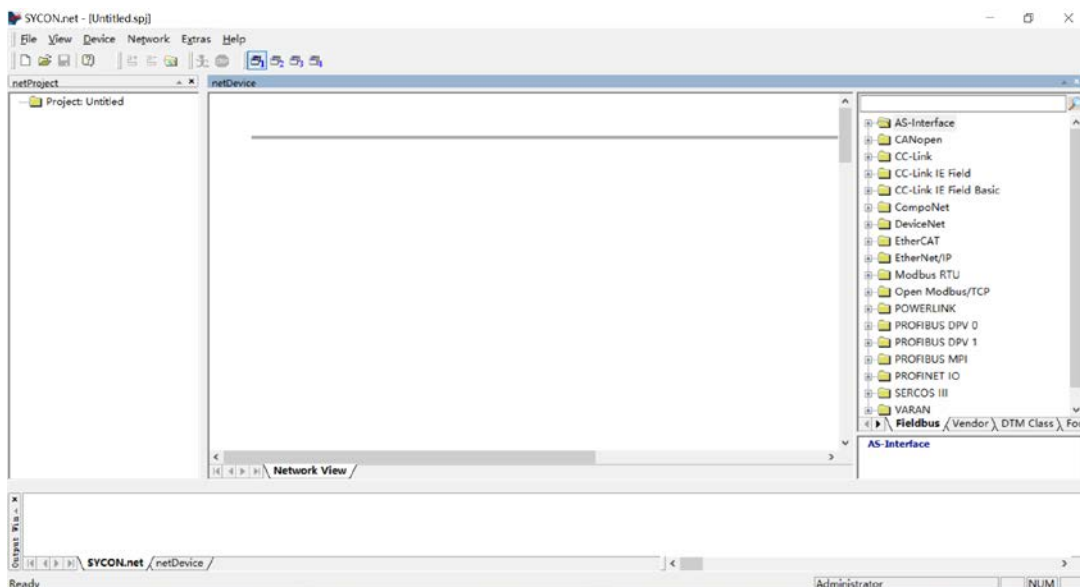 SYCON.net - [Untitled.spj]
File View Device Network Extras Help
netProject
netDevice
Project: Untitled
AS-Interface
CANopen
CC-Link
CC-Link IE Field
CC-Link IE Field Basic
CompoNet
DeviceNet
EtherCAT
EtherNet/IP
Modbus RTU
Open Modbus/TCP
POWERLINK
PROFIBUS DPV 0
PROFIBUS DPV 1
PROFIBUS MPI
PROFINET IO
SERCOS III
VARAN
Fieldbus Vendor DTM Class Fo
AS-Interface
Network View
Output Win
SYCON.net netDevice
Ready Administrator NUM